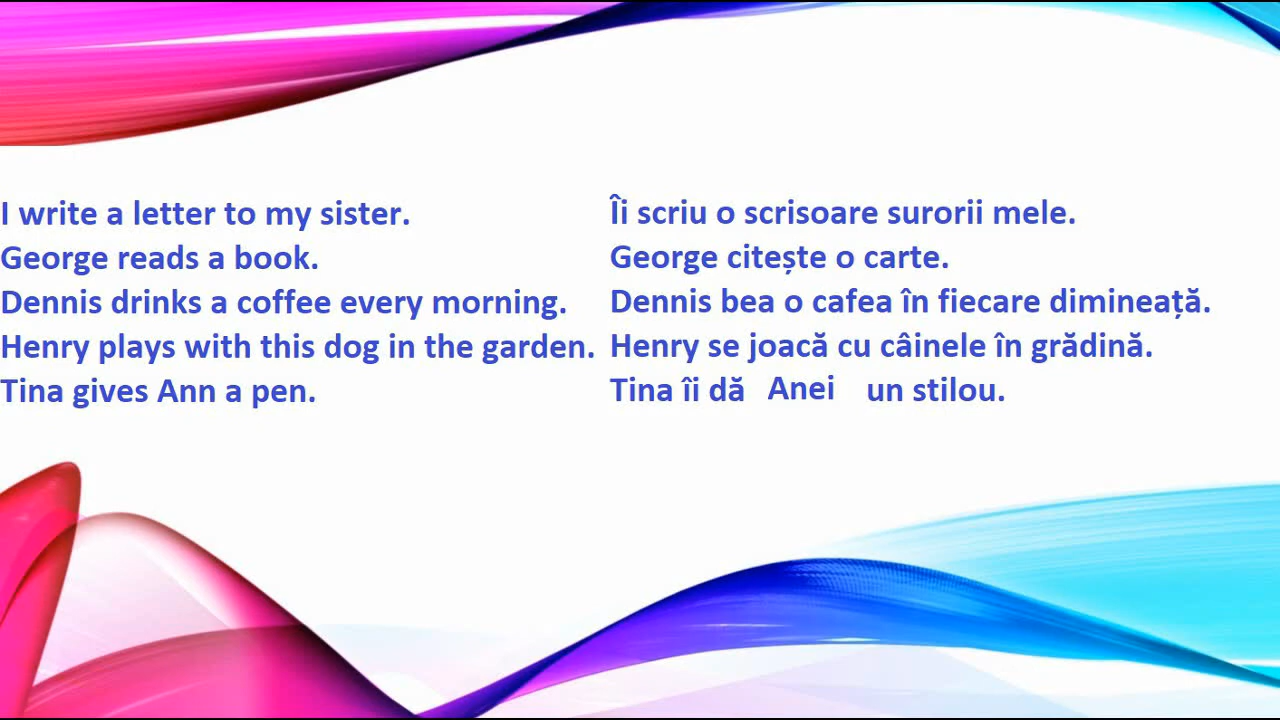 I write a letter to my sister.
George reads a book.
Dennis drinks a coffee every morning.
Henry plays with this dog in the garden.
Tina gives Ann a pen.
Îi scriu o scrisoare surorii mele.
George citește o carte.
Dennis bea o cafea în fiecare dimineață.
Henry se joacă cu câinele în grădină.
Tina îi dă Anei un stilou.